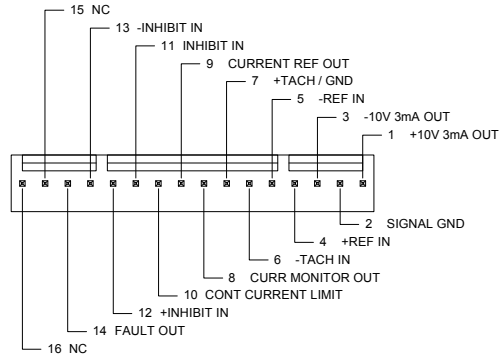 15 NC
13 -INHIBIT IN
11 INHIBIT IN
9 CURRENT REF OUT
7 +TACH / GND
5 -REF IN
3 -10V 3mA OUT
1 +10V 3mA OUT
2 SIGNAL GND
4 +REF IN
6 -TACH IN
8 CURR MONITOR OUT
10 CONT CURRENT LIMIT
12 +INHIBIT IN
14 FAULT OUT
16 NC